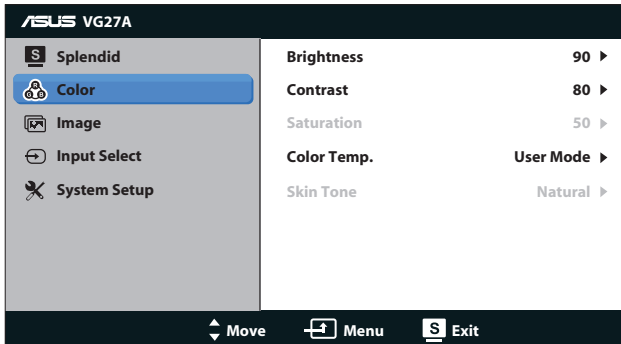 ASUS VG27A
S Splendid
Color
Image
Input Select
System Setup
Brightness 90
Contrast 80
Saturation 50
Color Temp. User Mode
Skin Tone Natural
Move Menu S Exit